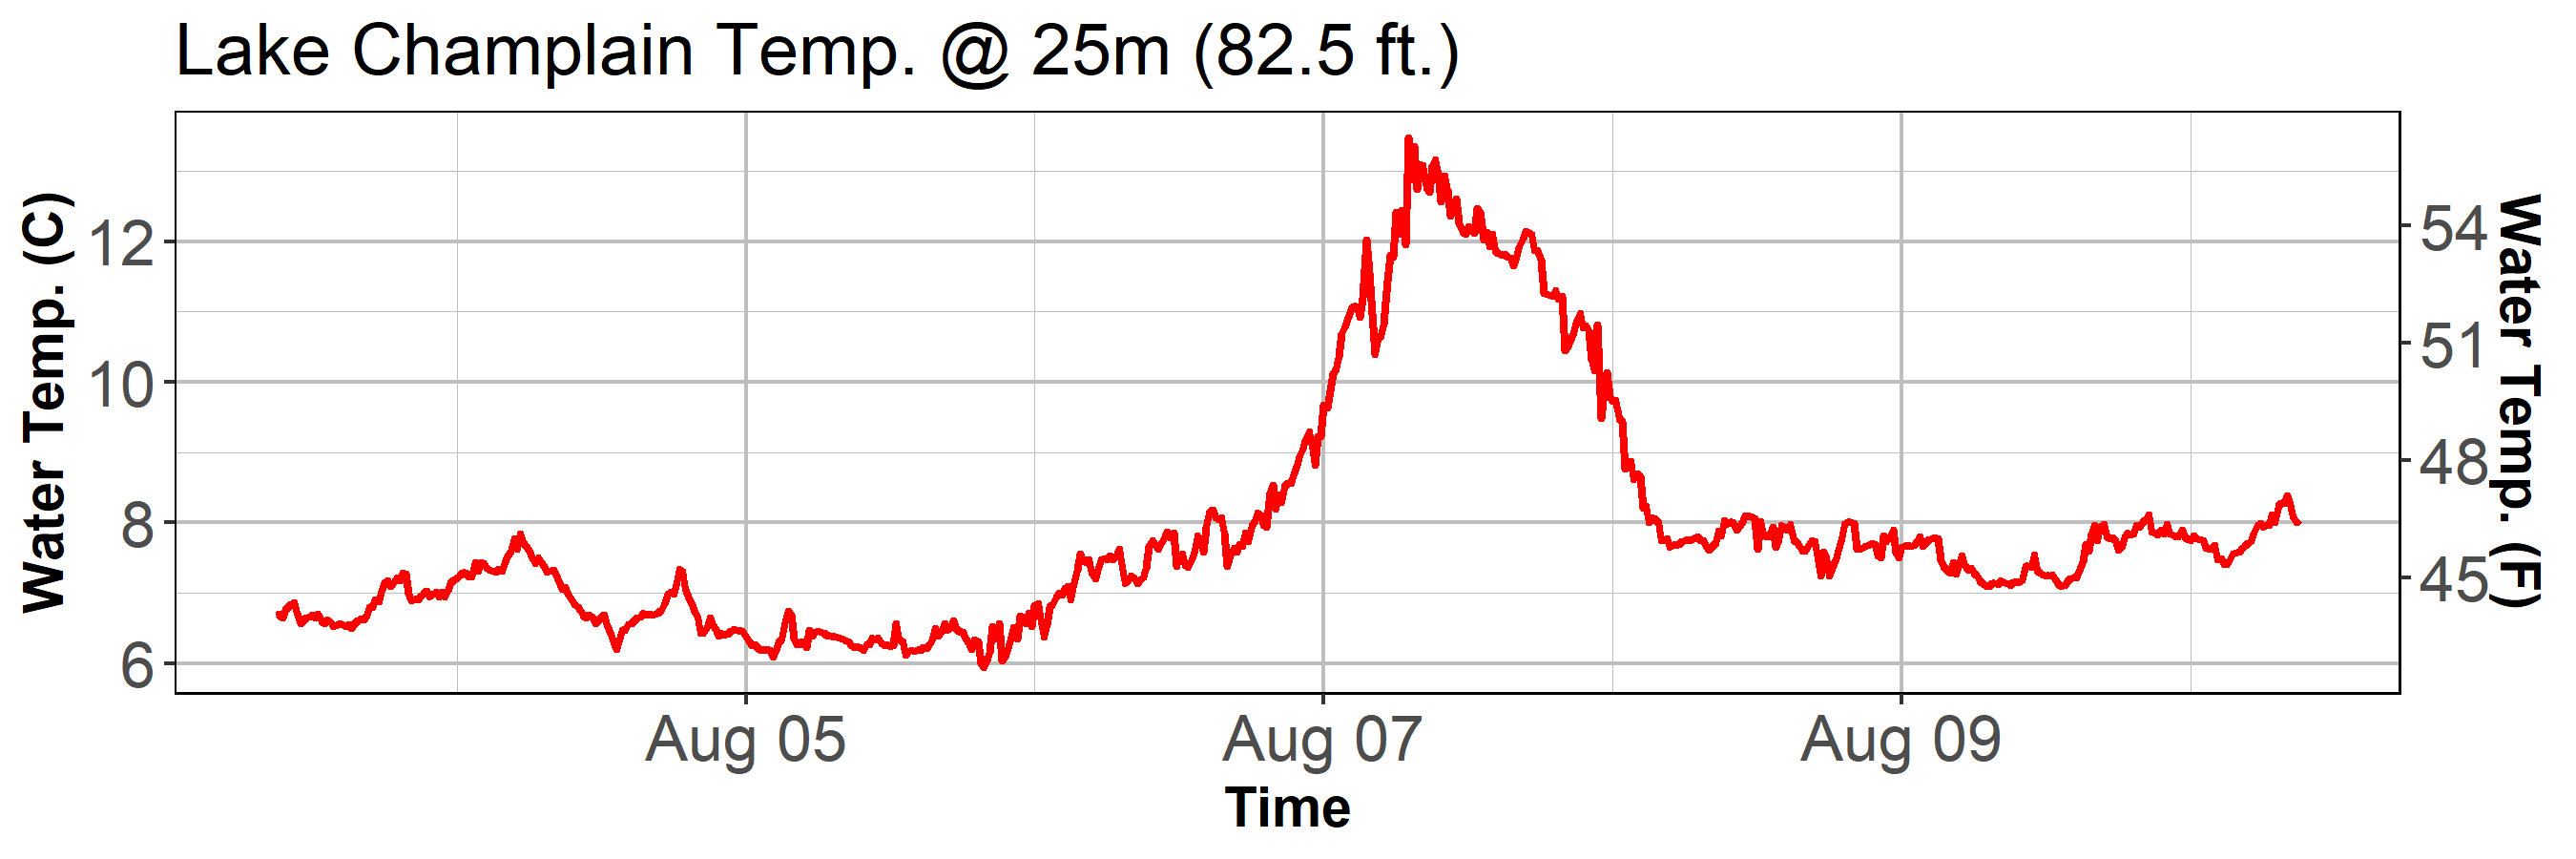 Lake Champlain Temp. @ 25m (82.5 ft.)
Water Temp. (C)
12
10
8
6
54
51
48
45
Water Temp. (F)
Aug 05
Aug 07
Aug 09
Time